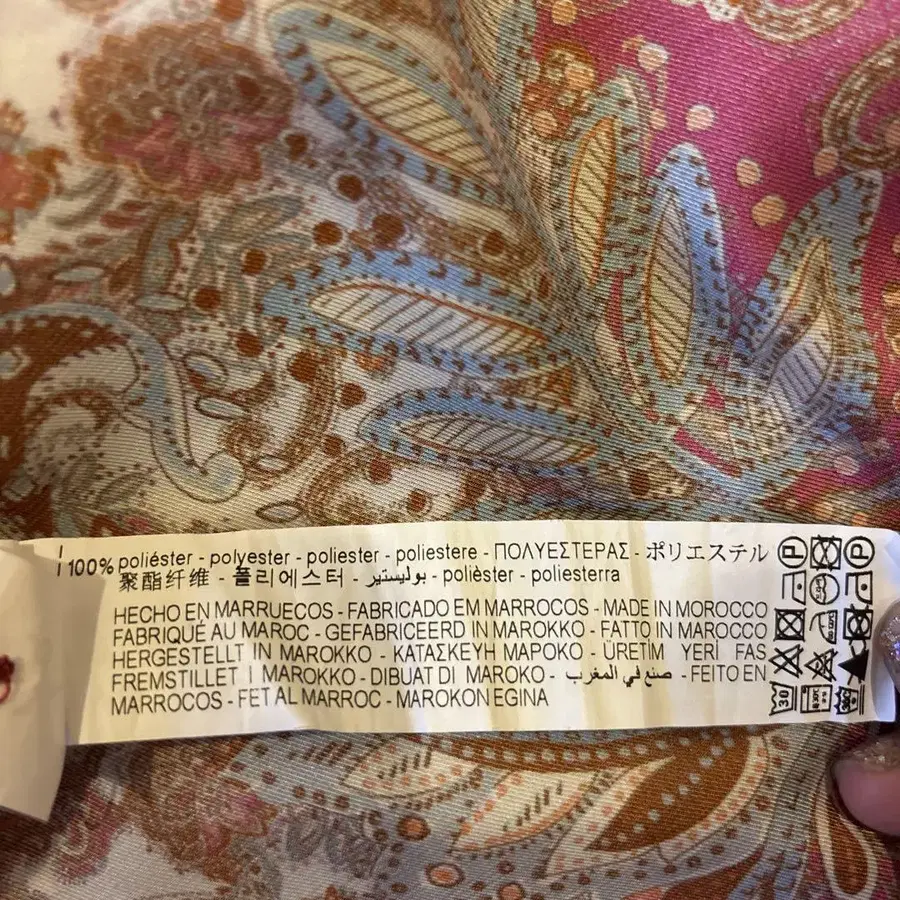 100% poliéster - polyester - poliester - poliestere - ΠΟΛΥΕΣΤΕΡΑΣ - ポリエステル
聚酯纤维 - 폴리에스터 - بوليستير - polièster - poliesterra
HECHO EN MARRUECOS - FABRICADO EM MARROCOS - MADE IN MOROCCO
FABRIQUÉ AU MAROC - GEFABRICEERD IN MAROKKO - FATTO IN MAROCCO
HERGESTELLT IN MAROKKO - ΚΑΤΑΣΚΕΥΗ ΜΑΡΟΚΟ - ÜRETİM YERİ FAS
FREMSTILLET I MAROKKO - DIBUAT DI MAROKO - صنع في المغرب - FEITO EN
MARROCOS - FET AL MARROC - MAROKON EGINA
P P
30